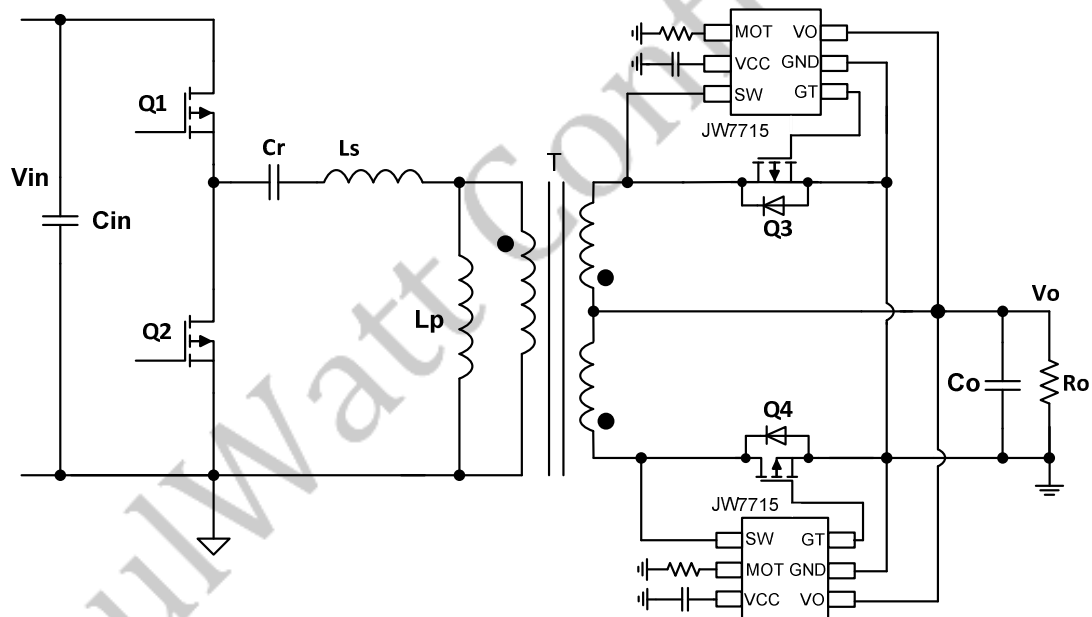 MOT
VO
VCC
GND
SW
GT
JW7715
Q1
Cr
Ls
T
Vin
Cin
Q3
Vo
Q2
Lp
Co
Ro
Q4
JW7715
SW
GT
MOT
GND
VCC
VO